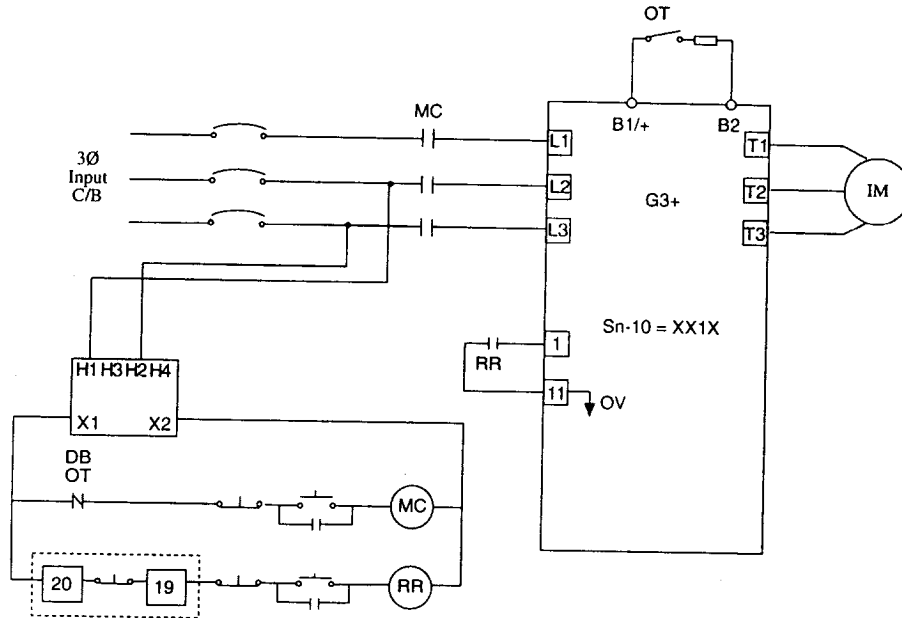 OT
B1/+ B2
MC
L1
T1
3Ø
Input
C/B
L2
G3+
T2
IM
L3
T3
Sn-10 = XX1X
1
RR
11
OV
H1 H3 H2 H4
X1 X2
DB
OT
MC
20
19
RR